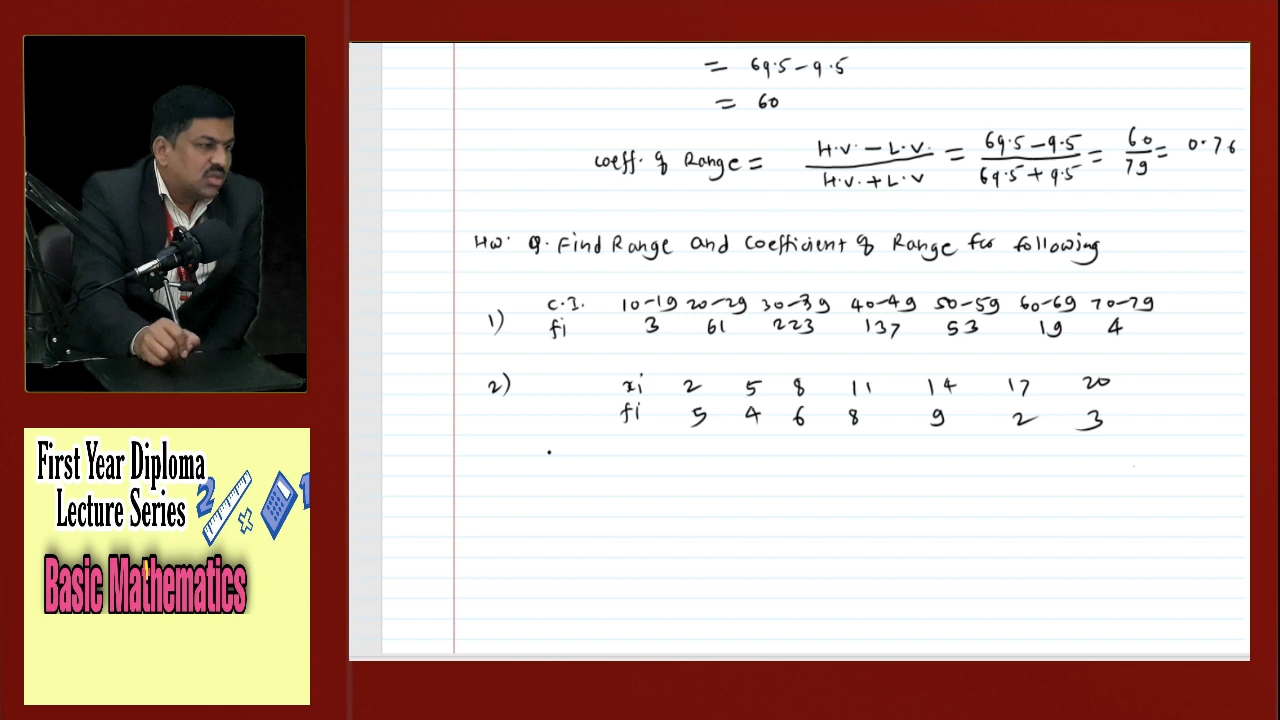 = 69.5 - 9.5
= 60
Coeff. of Range = H.V. - L.V. / H.V. + L.V = 69.5 - 9.5 / 69.5 + 9.5 = 60 / 79 = 0.76
HW. Q. Find Range and Coefficient of Range for following
1) C.I. 10-19 20-29 30-39 40-49 50-59 60-69 70-79
fi 3 61 223 137 53 19 4
2) xi 2 5 8 11 14 17 20
fi 5 4 6 8 9 2 3
First Year Diploma
Lecture Series
Basic Mathematics